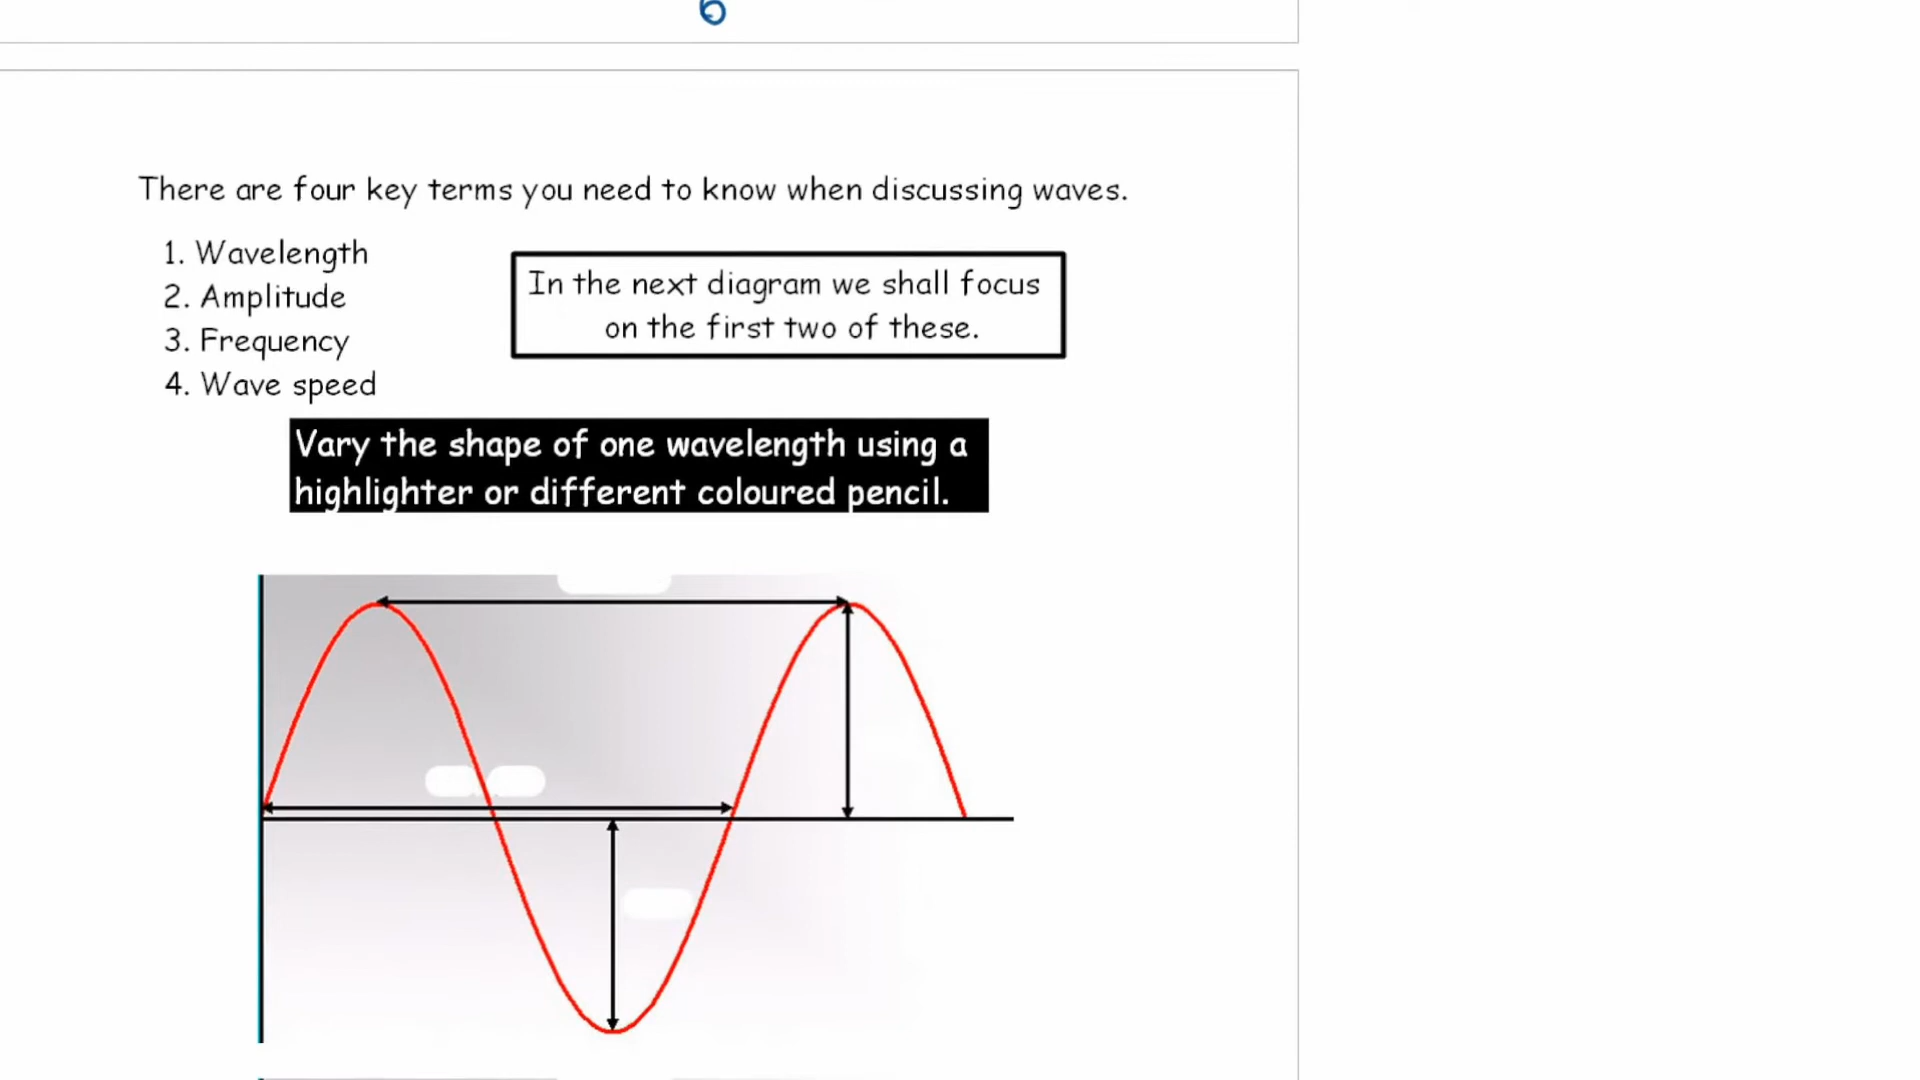 There are four key terms you need to know when discussing waves.
1. Wavelength
2. Amplitude
3. Frequency
4. Wave speed
In the next diagram we shall focus
on the first two of these.
Vary the shape of one wavelength using a
highlighter or different coloured pencil.